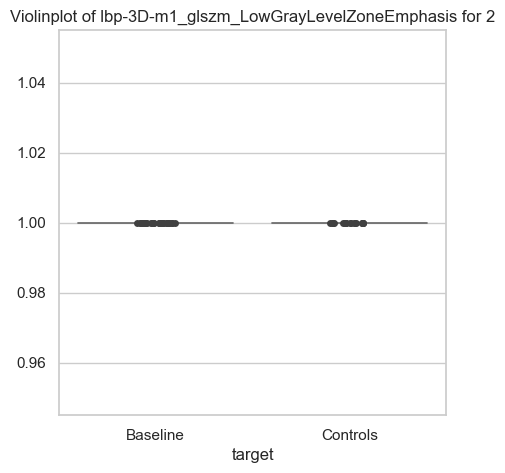 Violinplot of lbp-3D-m1_glszm_LowGrayLevelZoneEmphasis for 2
1.04
1.02
1.00
0.98
0.96
Baseline Controls
target